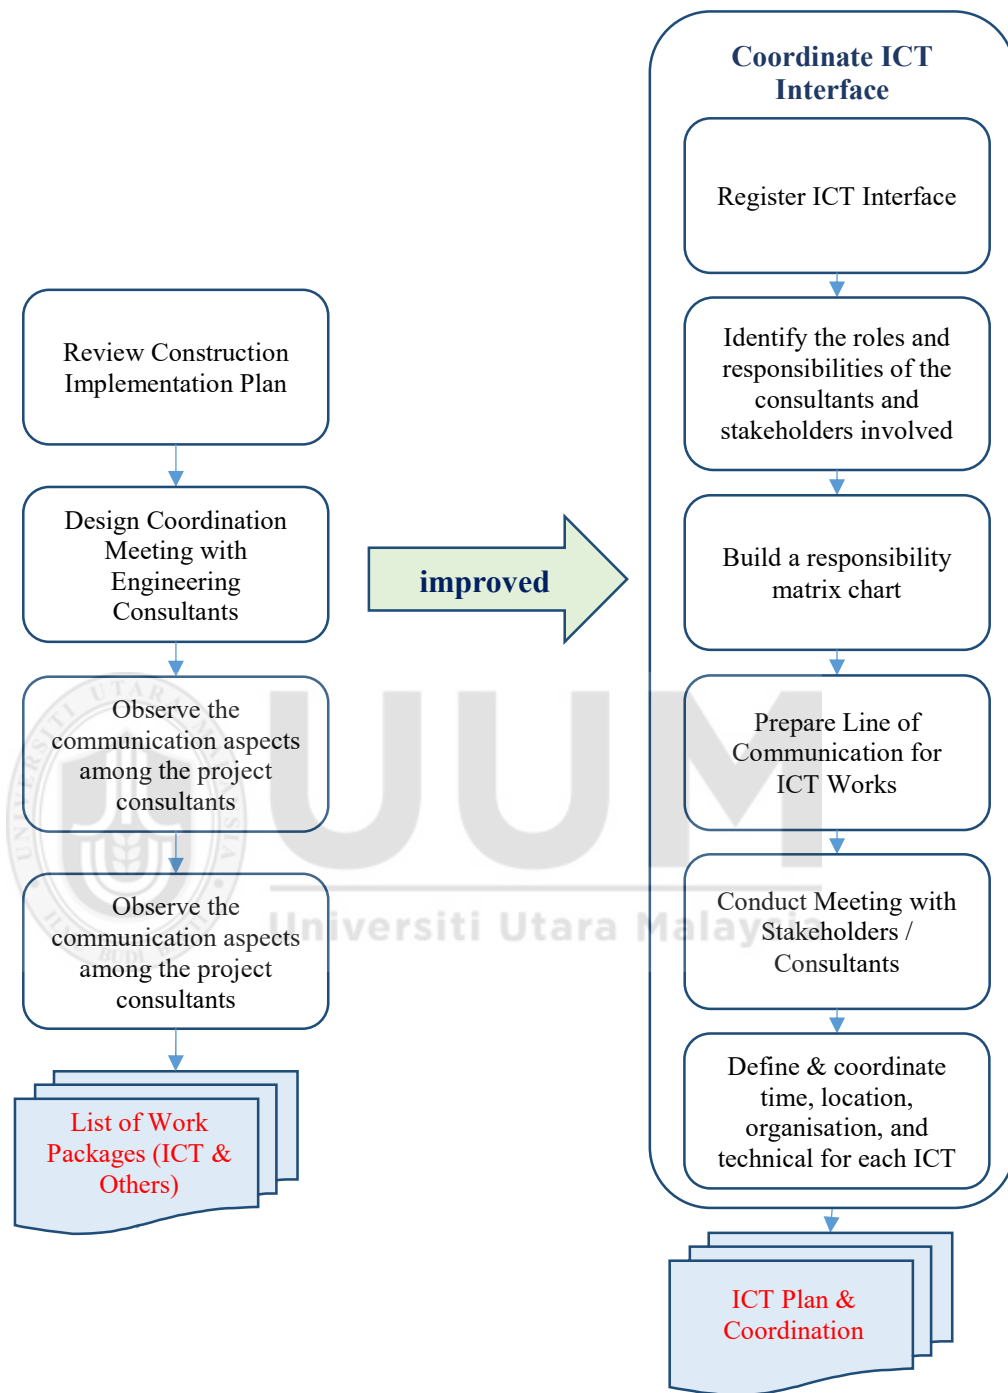 Review Construction
Implementation Plan
Design Coordination
Meeting with
Engineering
Consultants
Observe the
communication aspects
among the project
consultants
Observe the
communication aspects
among the project
consultants
List of Work
Packages (ICT &
Others)
improved
Coordinate ICT
Interface
Register ICT Interface
Identify the roles and
responsibilities of the
consultants and
stakeholders involved
Build a responsibility
matrix chart
Prepare Line of
Communication for
ICT Works
Conduct Meeting with
Stakeholders /
Consultants
Define & coordinate
time, location,
organisation, and
technical for each ICT
ICT Plan &
Coordination
UUM
Universiti Utara Malaysia
UNIVERSITI UTARA MALAYSIA